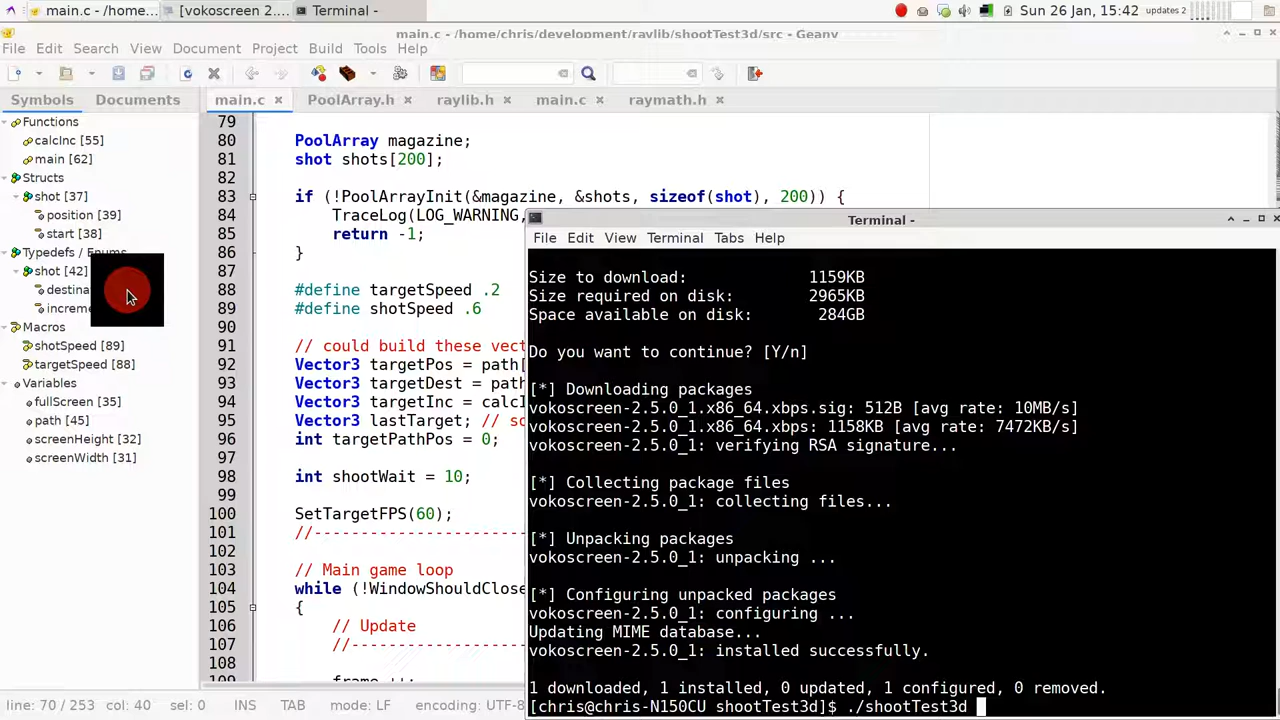 main.c - /home...
[vokoscreen 2....
Terminal -
Sun 26 Jan, 15:42
updates 2
main.c - /home/chris/development/raylib/shootTest3d/src - Geany
File Edit Search View Document Project Build Tools Help
Symbols Documents
main.c PoolArray.h raylib.h main.c raymath.h
Functions
calcInc [55]
main [62]
Structs
shot [37]
position [39]
start [38]
Typedefs / Enums
shot [42]
destina
increme
Macros
shotSpeed [89]
targetSpeed [88]
Variables
fullScreen [35]
path [45]
screenHeight [32]
screenWidth [31]
79
80 PoolArray magazine;
81 shot shots[200];
82
83 if (!PoolArrayInit(&magazine, &shots, sizeof(shot), 200)) {
84 TraceLog(LOG_WARNING,
85 return -1;
86 }
87
88 #define targetSpeed .2
89 #define shotSpeed .6
90
91 // could build these vect
92 Vector3 targetPos = path[
93 Vector3 targetDest = path
94 Vector3 targetInc = calcI
95 Vector3 lastTarget; // so
96 int targetPathPos = 0;
97
98 int shootWait = 10;
99
100 SetTargetFPS(60);
101 //----------------------
102
103 // Main game loop
104 while (!WindowShouldClose
105 {
106 // Update
107 //------------------
108
Terminal -
File Edit View Terminal Tabs Help
Size to download: 1159KB
Size required on disk: 2965KB
Space available on disk: 284GB
Do you want to continue? [Y/n]
[*] Downloading packages
vokoscreen-2.5.0_1.x86_64.xbps.sig: 512B [avg rate: 10MB/s]
vokoscreen-2.5.0_1.x86_64.xbps: 1158KB [avg rate: 7472KB/s]
vokoscreen-2.5.0_1: verifying RSA signature...
[*] Collecting package files
vokoscreen-2.5.0_1: collecting files...
[*] Unpacking packages
vokoscreen-2.5.0_1: unpacking ...
[*] Configuring unpacked packages
vokoscreen-2.5.0_1: configuring ...
Updating MIME database...
vokoscreen-2.5.0_1: installed successfully.
1 downloaded, 1 installed, 0 updated, 1 configured, 0 removed.
[chris@chris-N150CU shootTest3d]$ ./shootTest3d
line: 70 / 253 col: 40 sel: 0 INS TAB mode: LF encoding: UTF-8